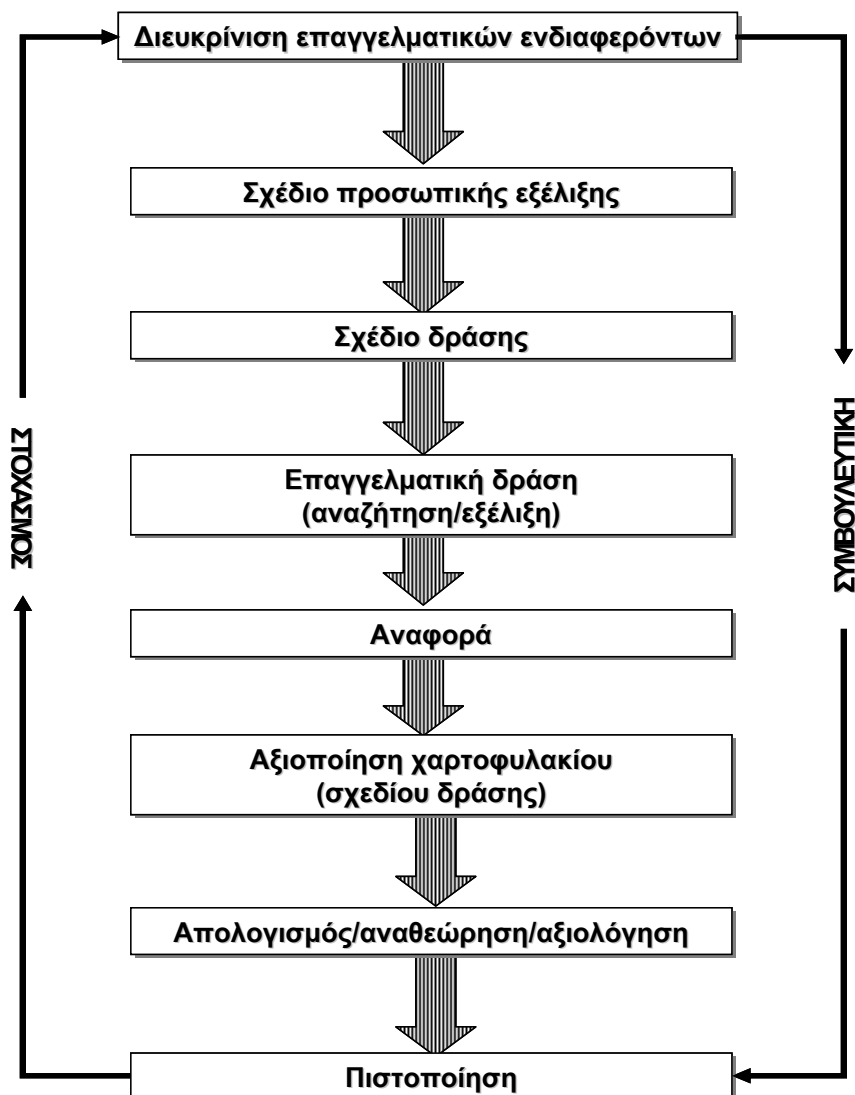 Διευκρίνιση επαγγελματικών ενδιαφερόντων
Σχέδιο προσωπικής εξέλιξης
Σχέδιο δράσης
ΣΤΟΧΑΣΜΟΣ
ΣΥΜΒΟΥΛΕΥΤΙΚΗ
Επαγγελματική δράση
(αναζήτηση/εξέλιξη)
Αναφορά
Αξιοποίηση χαρτοφυλακίου
(σχεδίου δράσης)
Απολογισμός/αναθεώρηση/αξιολόγηση
Πιστοποίηση